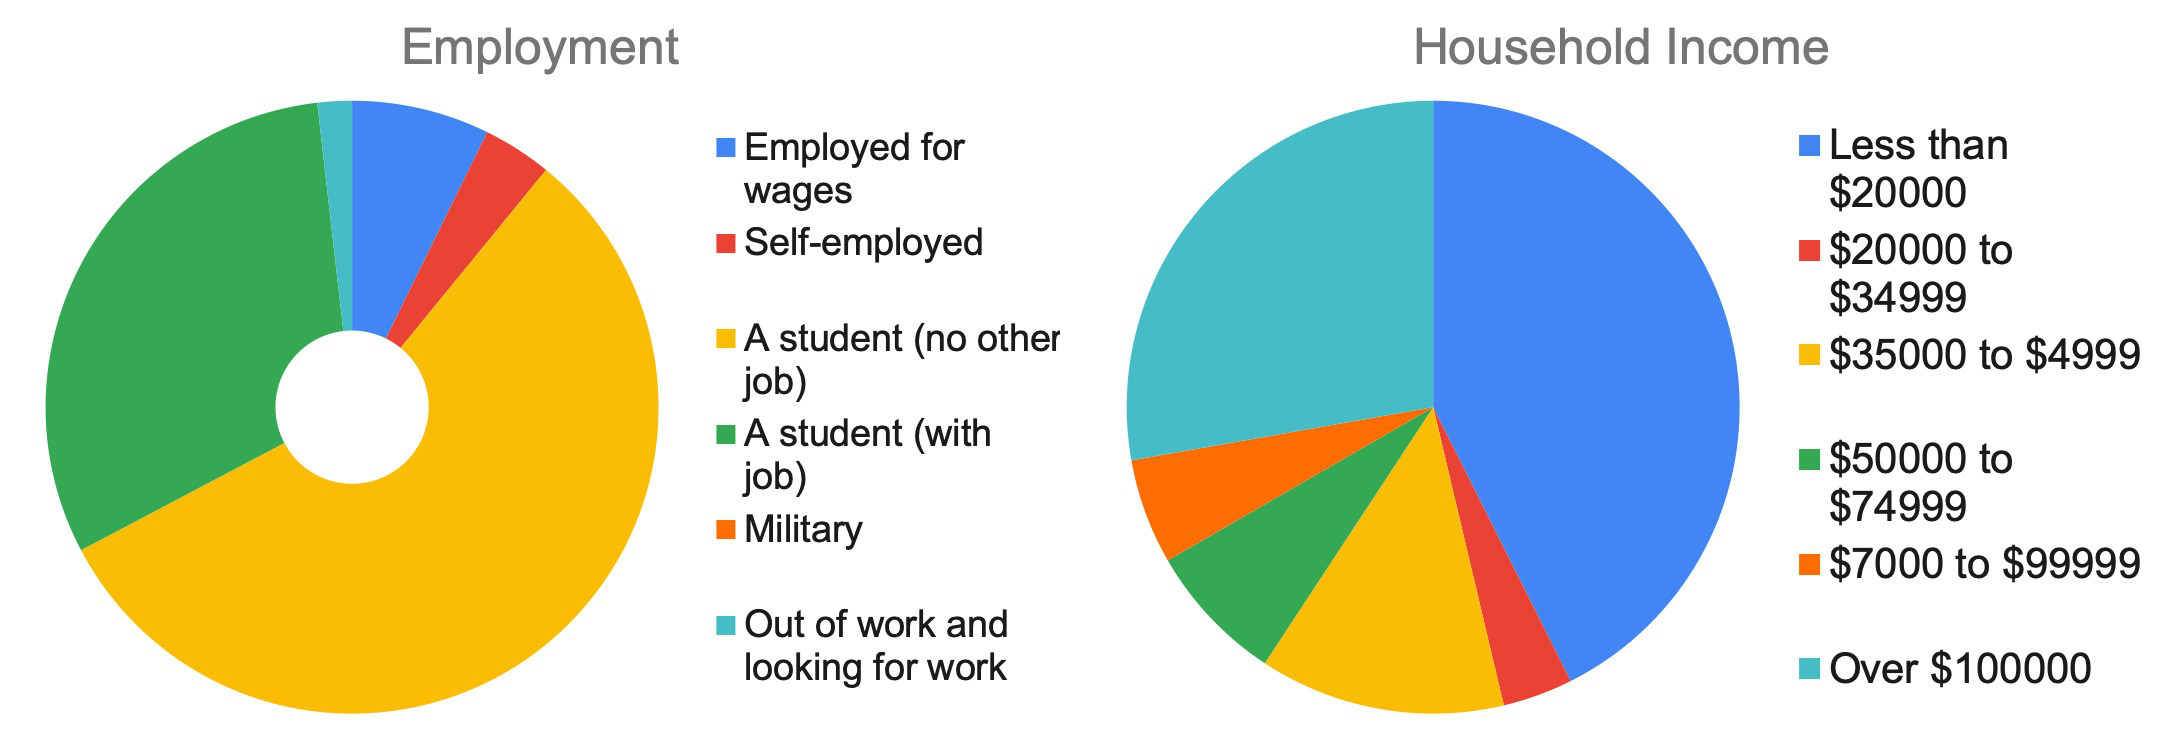 Employment
Employed for
wages
Self-employed
A student (no other
job)
A student (with
job)
Military
Out of work and
looking for work
Household Income
Less than
$20000
$20000 to
$34999
$35000 to $4999
$50000 to
$74999
$7000 to $99999
Over $100000